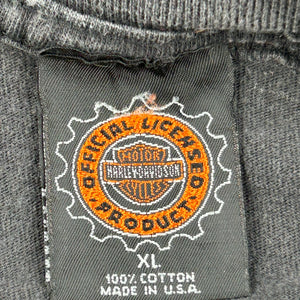 OFFICIAL LICENSED
MOTOR
HARLEY-DAVIDSON
CYCLES
PRODUCT
XL
100% COTTON
MADE IN U.S.A.